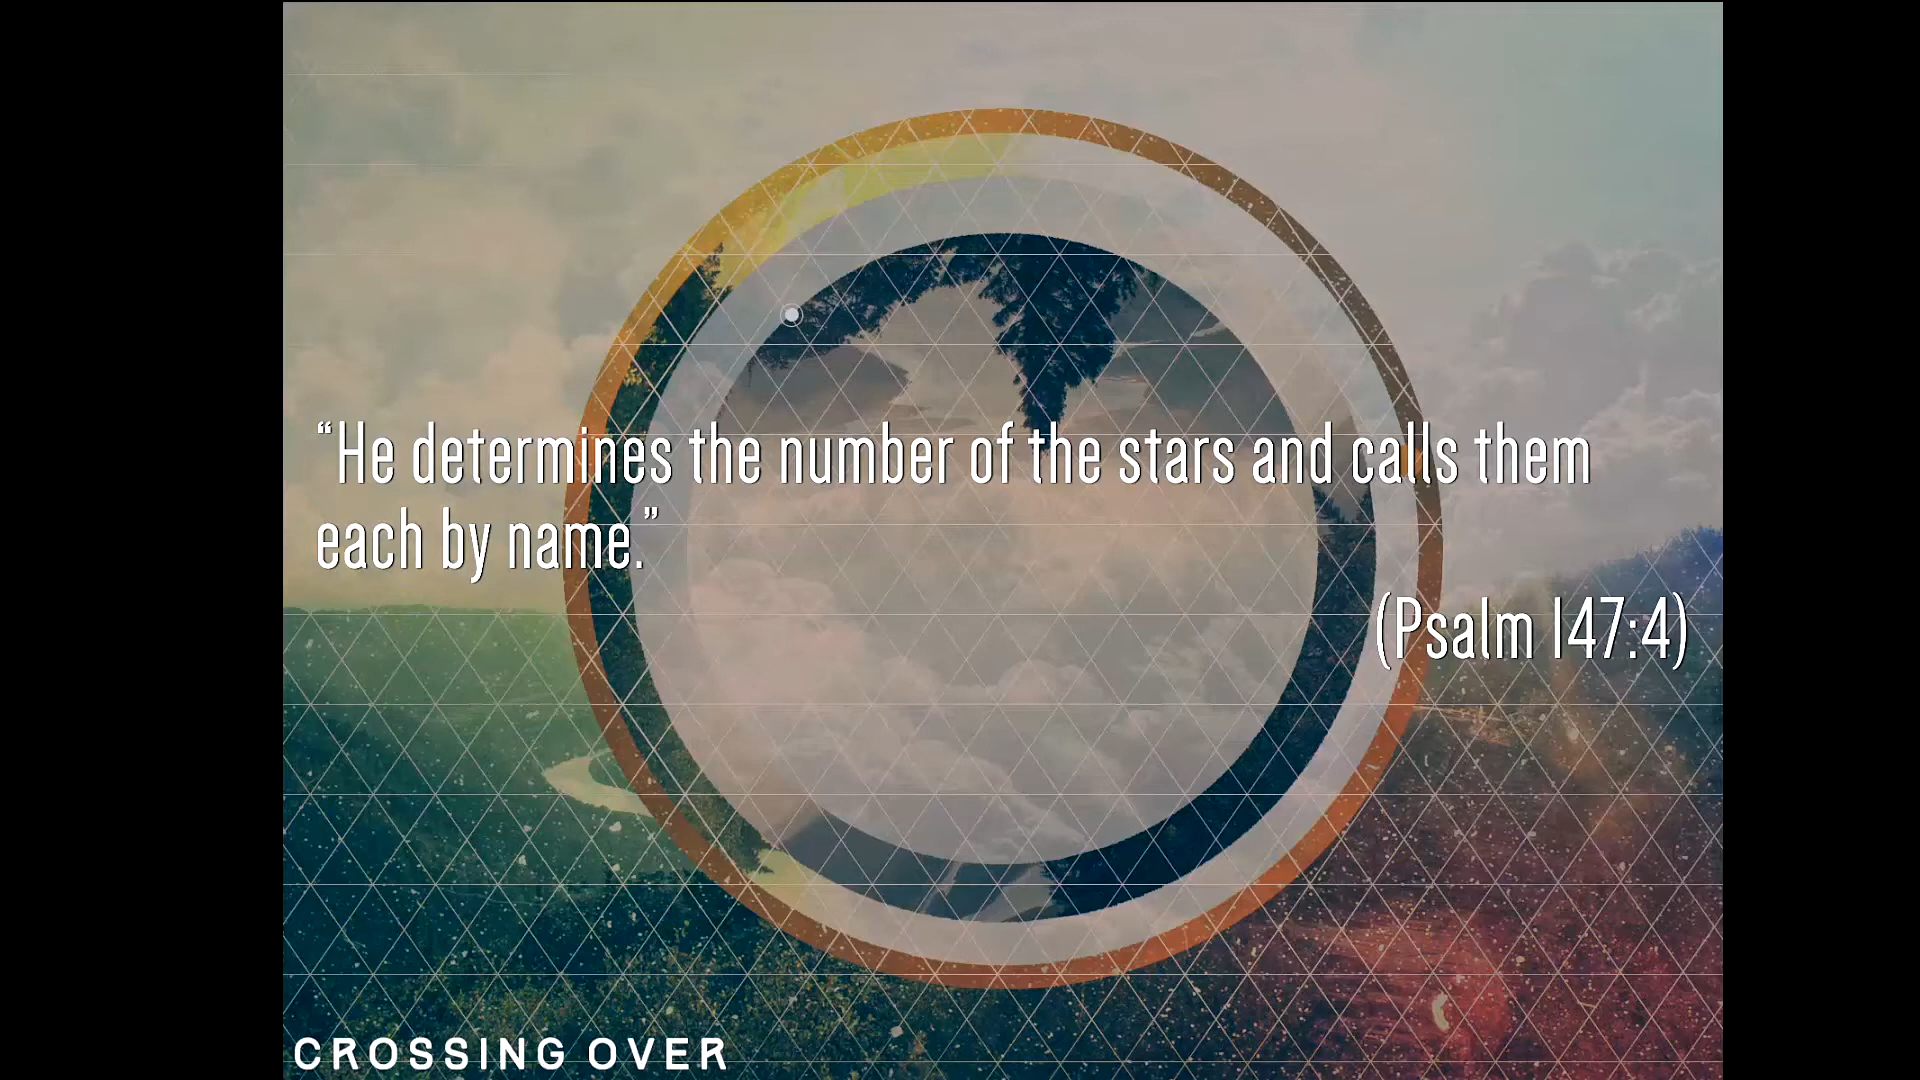 “He determines the number of the stars and calls them
each by name.”
(Psalm 147:4)
CROSSING OVER